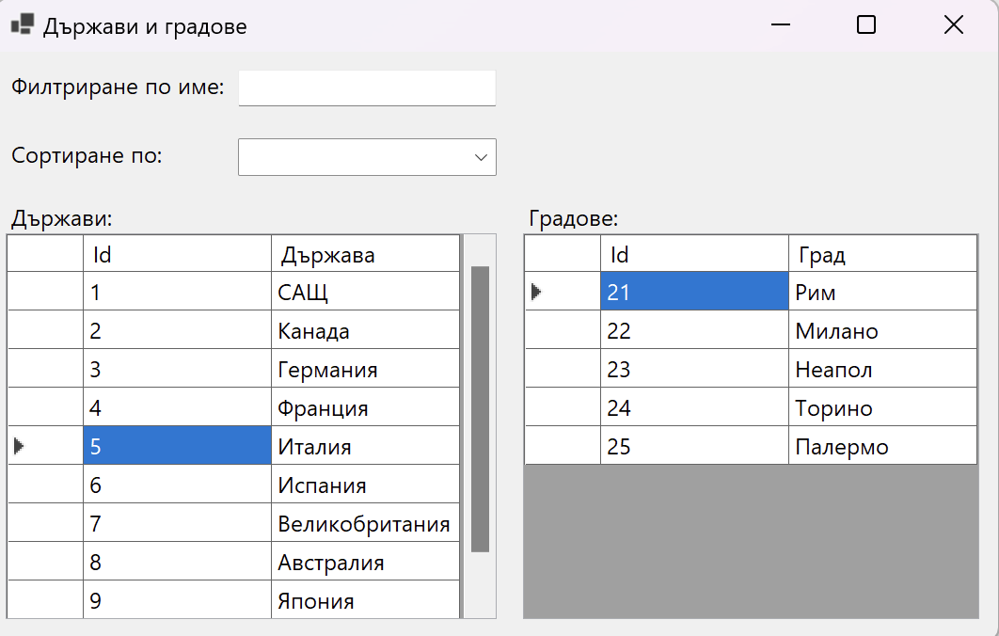 Държави и градове
Филтриране по име:
Сортиране по:
Държави:
Id Държава
1 САЩ
2 Канада
3 Германия
4 Франция
5 Италия
6 Испания
7 Великобритания
8 Австралия
9 Япония
Градове:
Id Град
21 Рим
22 Милано
23 Неапол
24 Торино
25 Палермо